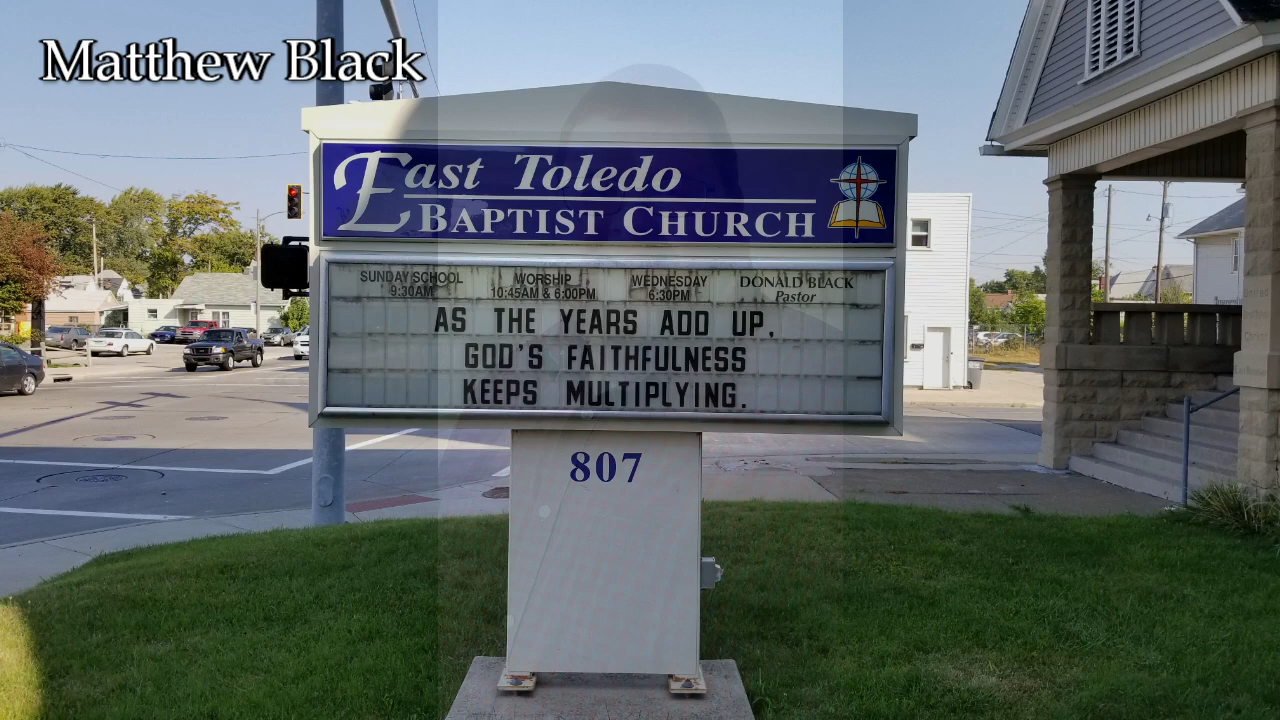 Matthew Black
East Toledo
BAPTIST CHURCH
SUNDAY SCHOOL
9:30AM
WORSHIP
10:45AM & 6:00PM
WEDNESDAY
6:30PM
DONALD BLACK
Pastor
AS THE YEARS ADD UP,
GOD'S FAITHFULNESS
KEEPS MULTIPLYING.
807